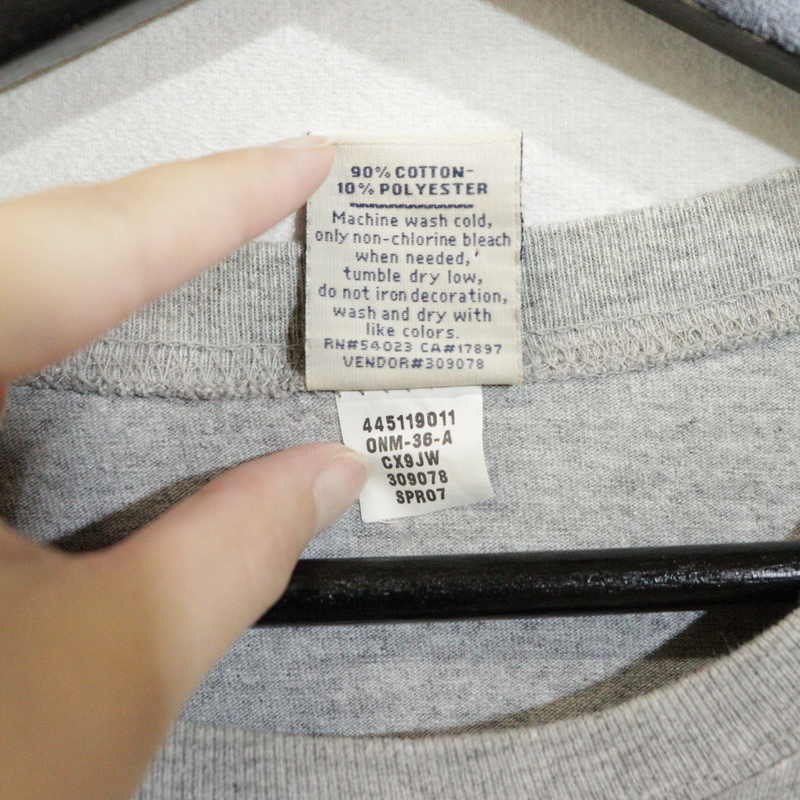 90% COTTON-
10% POLYESTER
Machine wash cold,
only non-chlorine bleach
when needed,
tumble dry low,
do not iron decoration,
wash and dry with
like colors.
RN#54023 CA#17897
VENDOR#309078
445119011
ONM-36-A
CX9JW
309078
SPR07